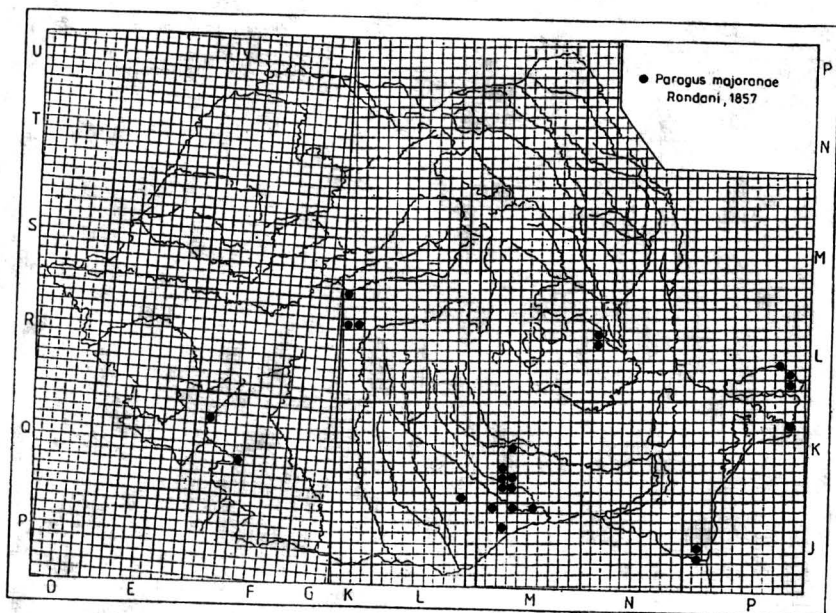 U
T
S
R
Q
P
D E F G K L M N P
P
N
M
L
K
J
● Paragus majoranae
Rondani, 1857